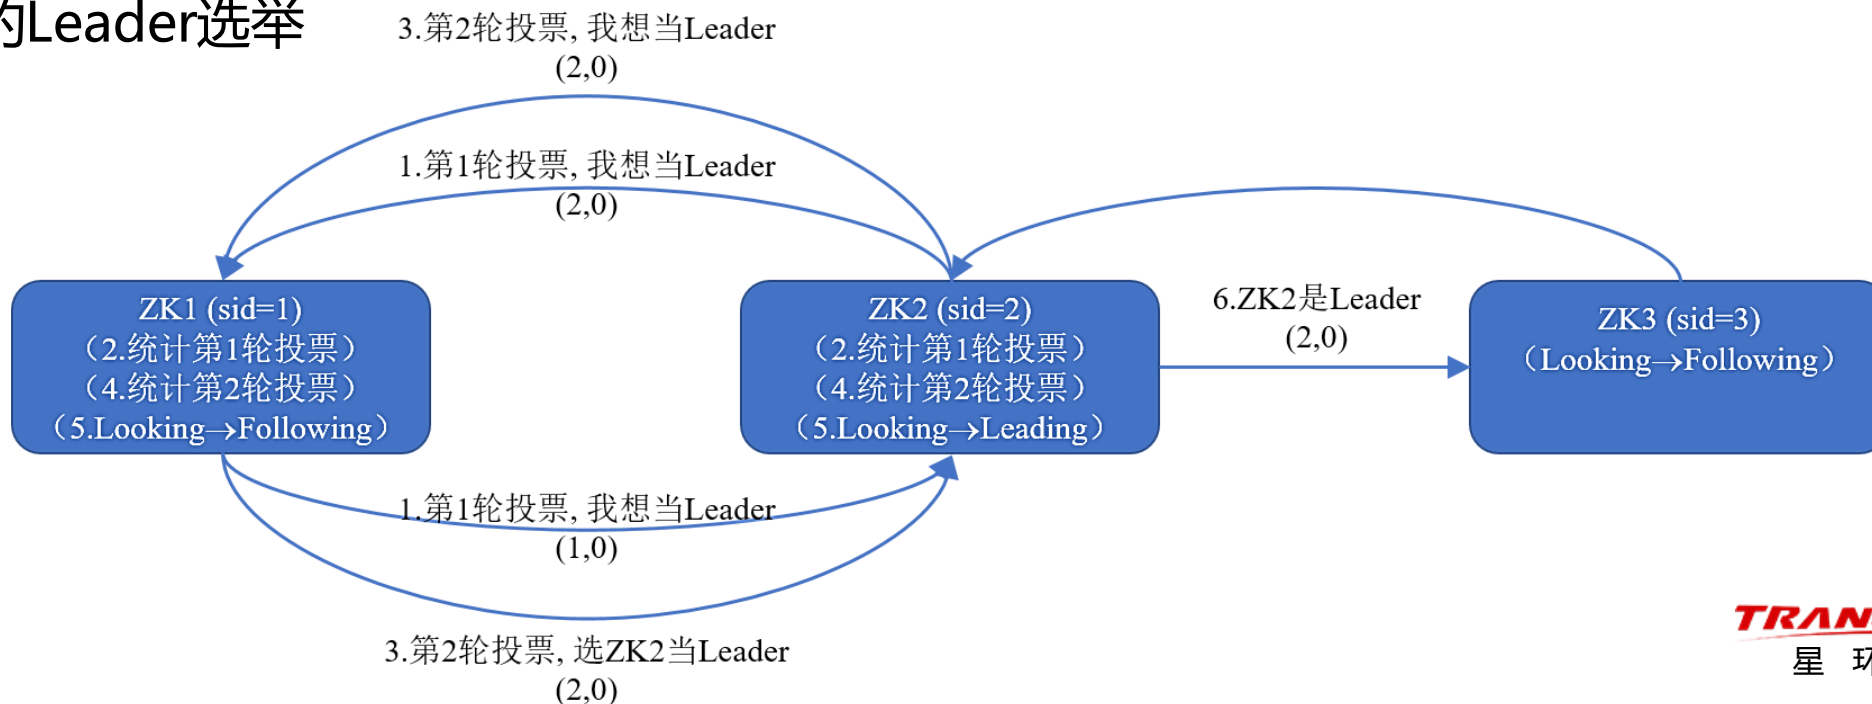 的Leader选举
3.第2轮投票, 我想当Leader
(2,0)
1.第1轮投票, 我想当Leader
(2,0)
ZK1 (sid=1)
（2.统计第1轮投票）
（4.统计第2轮投票）
（5.Looking→Following）
ZK2 (sid=2)
（2.统计第1轮投票）
（4.统计第2轮投票）
（5.Looking→Leading）
6.ZK2是Leader
(2,0)
ZK3 (sid=3)
（Looking→Following）
1.第1轮投票, 我想当Leader
(1,0)
3.第2轮投票, 选ZK2当Leader
(2,0)
TRAN
星 环